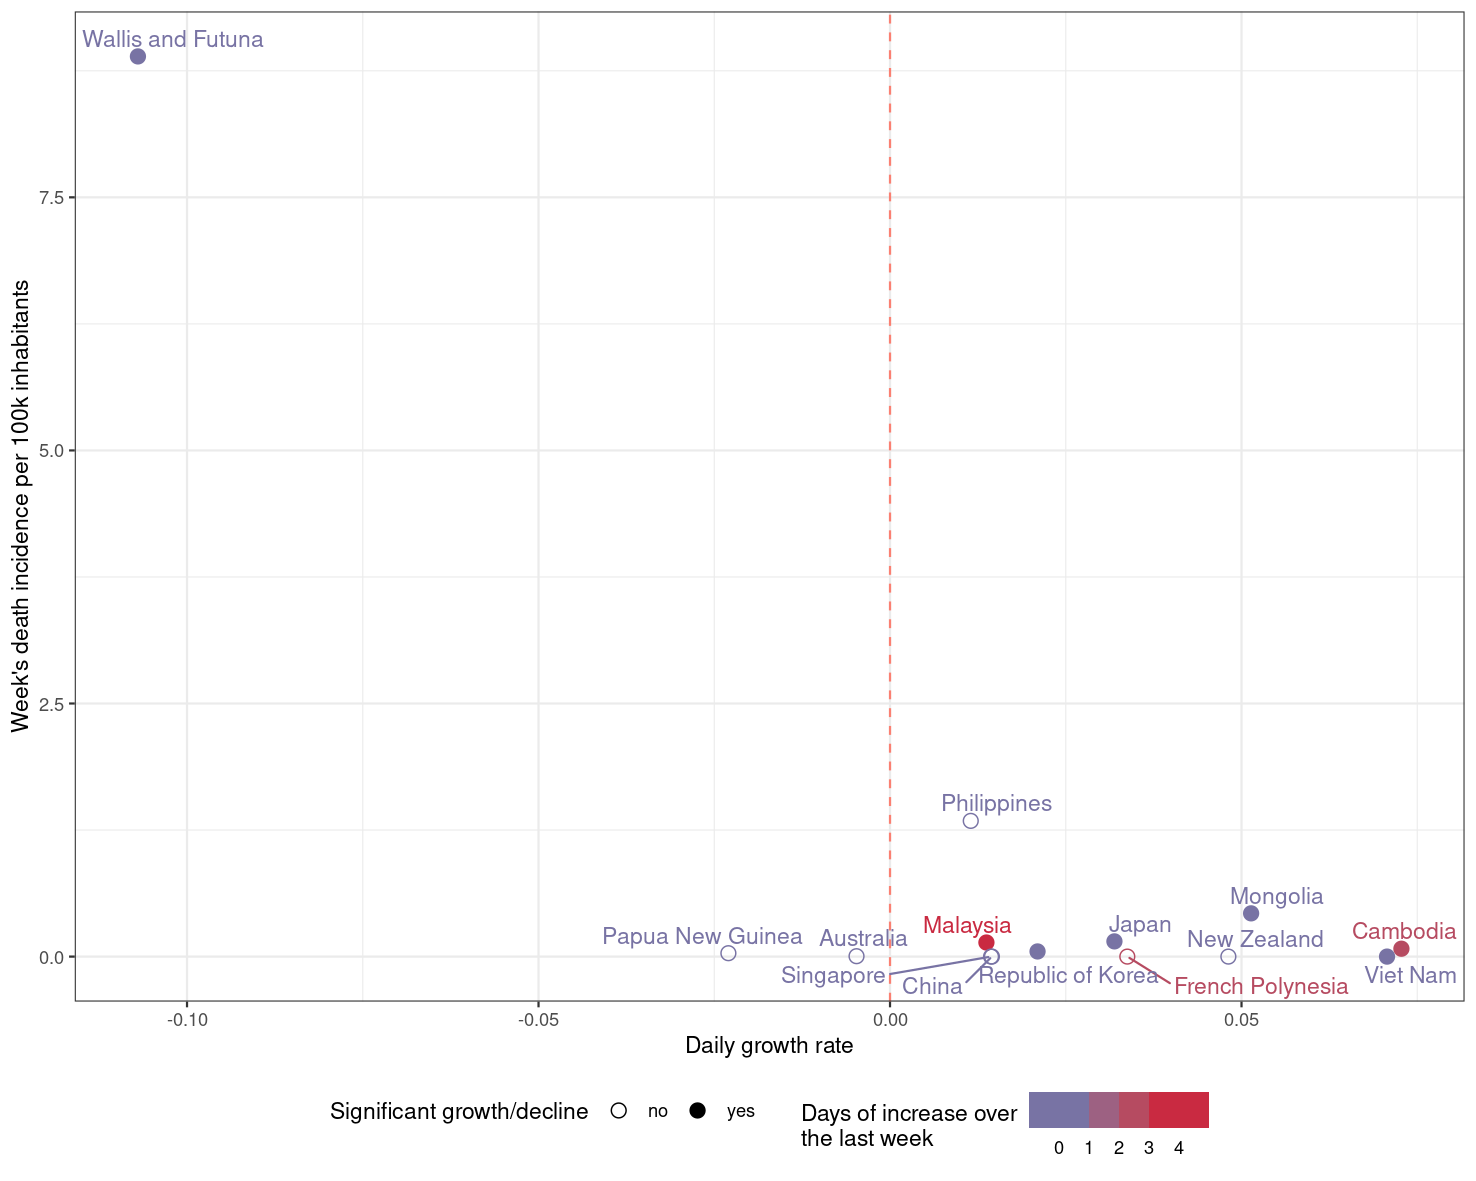 Wallis and Futuna
7.5
5.0
2.5
0.0
Week's death incidence per 100k inhabitants
Philippines
Mongolia
Malaysia
Japan
Cambodia
Papua New Guinea
Australia
New Zealand
Singapore
Republic of Korea
Viet Nam
China
French Polynesia
-0.10
-0.05
0.00
0.05
Daily growth rate
Significant growth/decline
no
yes
Days of increase over
the last week
0 1 2 3 4